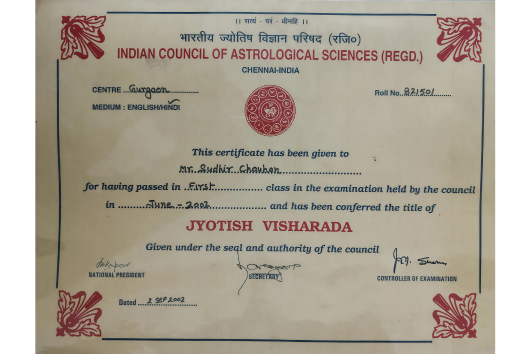 ।। सत्यं - परं - धीमहि ।।
भारतीय ज्योतिष विज्ञान परिषद (रजि०)
INDIAN COUNCIL OF ASTROLOGICAL SCIENCES (REGD.)
CHENNAI-INDIA
CENTRE ..Gurgaon.......... Roll No..821501............
MEDIUM : ENGLISH/HINDI
This certificate has been given to
Mr. Sudhir Chauhan..............................
for having passed in .First................. class in the examination held by the council
in ............June - 2002.................. and has been conferred the title of
JYOTISH VISHARADA
Given under the seal and authority of the council
NATIONAL PRESIDENT SECRETARY CONTROLLER OF EXAMINATION
Dated ....2 SEP 2002......